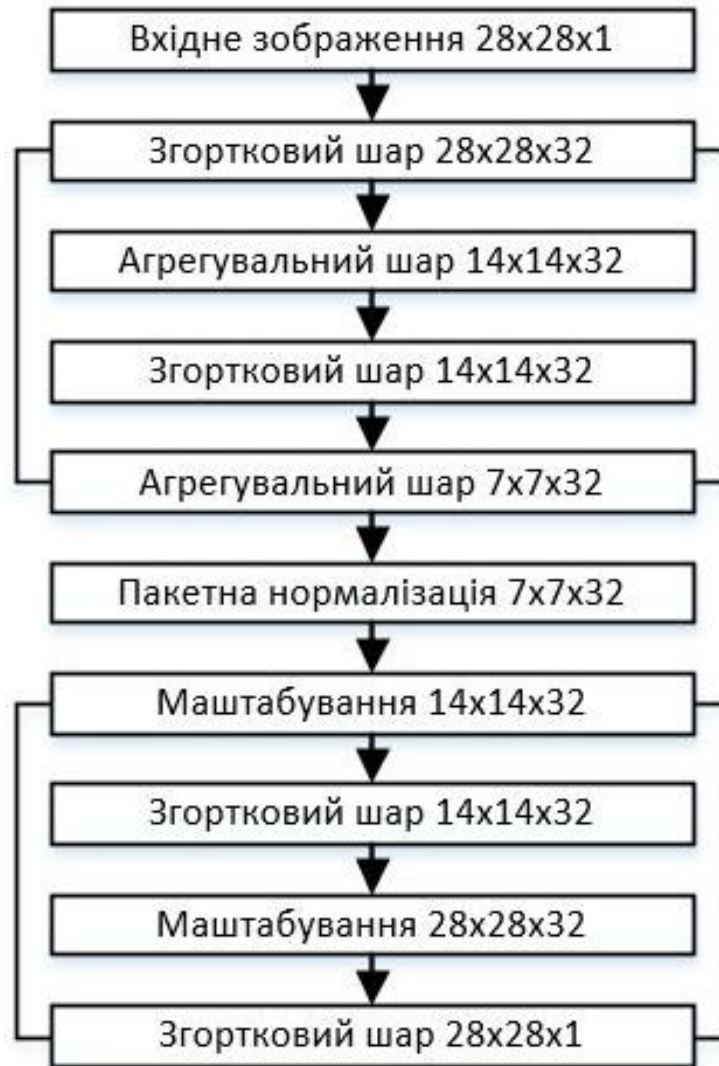 Вхідне зображення 28x28x1
Згортковий шар 28x28x32
Агрегувальний шар 14x14x32
Згортковий шар 14x14x32
Агрегувальний шар 7x7x32
Пакетна нормалізація 7x7x32
Маштабування 14x14x32
Згортковий шар 14x14x32
Маштабування 28x28x32
Згортковий шар 28x28x1